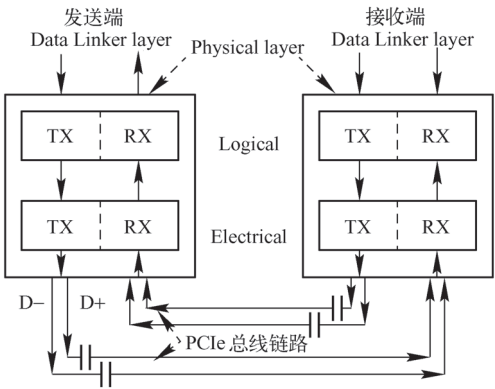 发送端
接收端
Data Linker layer
Physical layer
Data Linker layer
TX
RX
Logical
TX
RX
TX
RX
Electrical
TX
RX
D−
D+
PCIe 总线链路